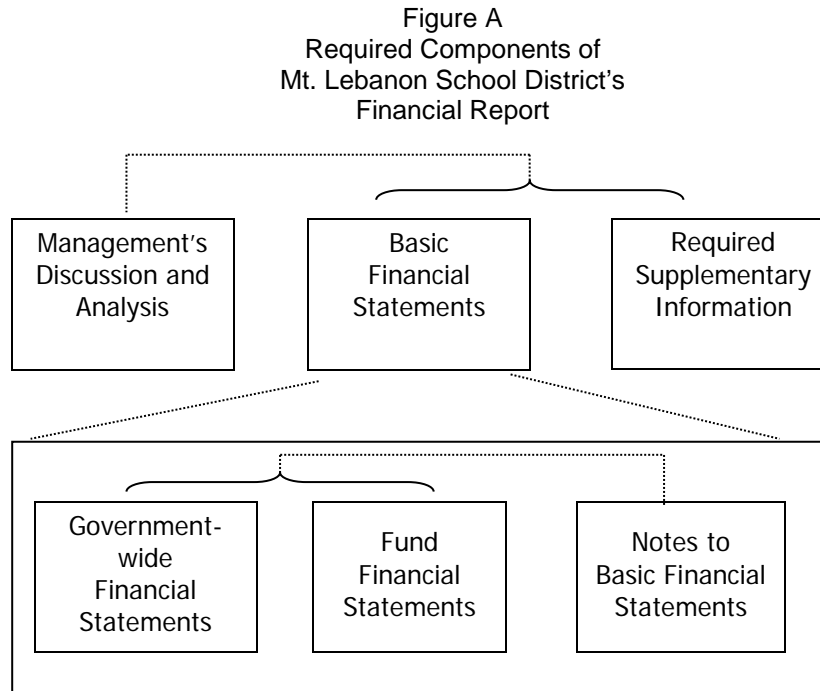 Figure A
Required Components of
Mt. Lebanon School District's
Financial Report
Management's
Discussion and
Analysis
Basic
Financial
Statements
Required
Supplementary
Information
Government-
wide
Financial
Statements
Fund
Financial
Statements
Notes to
Basic Financial
Statements